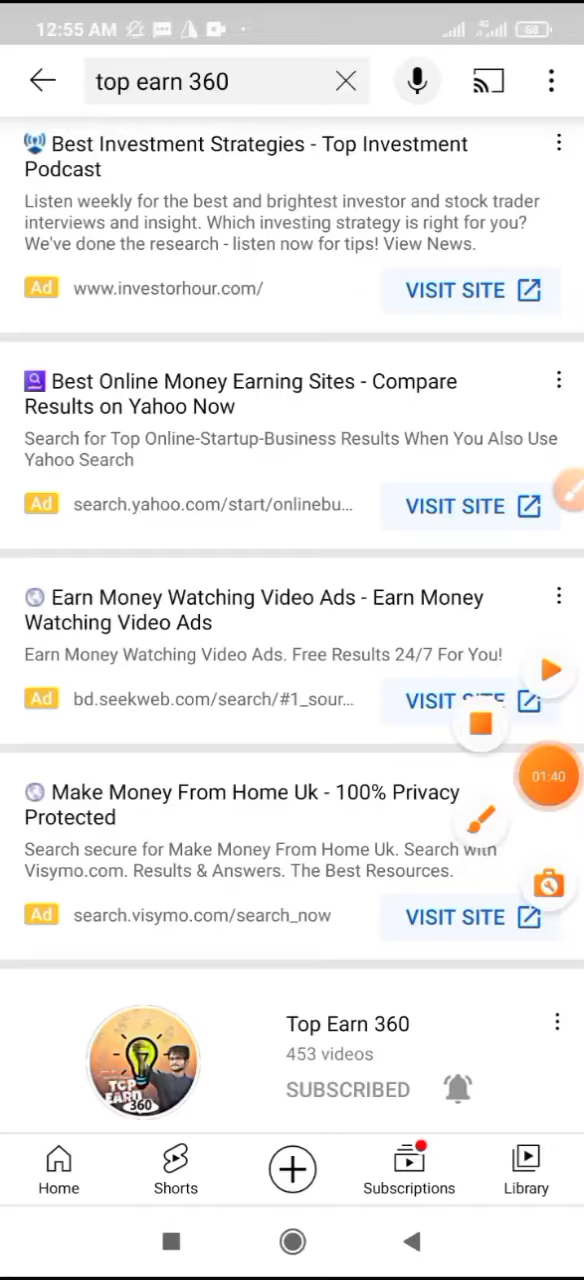 12:55 AM
4G
68
top earn 360
Best Investment Strategies - Top Investment
Podcast
Listen weekly for the best and brightest investor and stock trader
interviews and insight. Which investing strategy is right for you?
We've done the research - listen now for tips! View News.
Ad www.investorhour.com/ VISIT SITE
Best Online Money Earning Sites - Compare
Results on Yahoo Now
Search for Top Online-Startup-Business Results When You Also Use
Yahoo Search
Ad search.yahoo.com/start/onlinebu... VISIT SITE
Earn Money Watching Video Ads - Earn Money
Watching Video Ads
Earn Money Watching Video Ads. Free Results 24/7 For You!
Ad bd.seekweb.com/search/#1_sour... VISIT SITE
01:40
Make Money From Home Uk - 100% Privacy
Protected
Search secure for Make Money From Home Uk. Search with
Visymo.com. Results & Answers. The Best Resources.
Ad search.visymo.com/search_now VISIT SITE
TOP
EARN
360
Top Earn 360
453 videos
SUBSCRIBED
Home Shorts Subscriptions Library